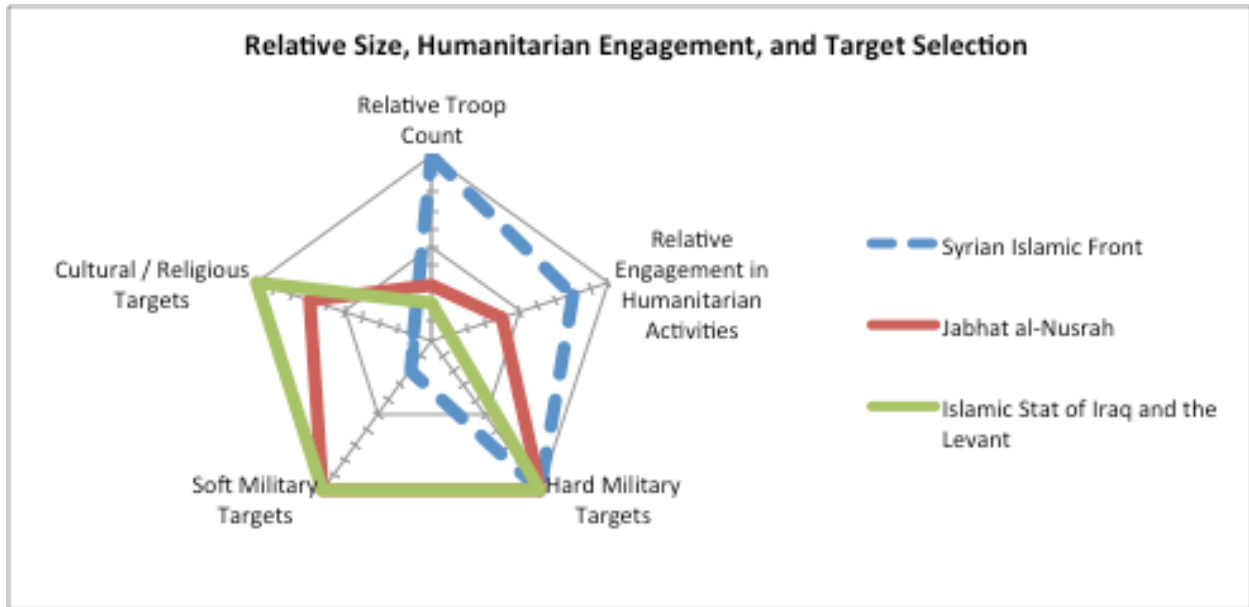 Relative Size, Humanitarian Engagement, and Target Selection
Relative Troop
Count
Relative
Engagement in
Humanitarian
Activities
Hard Military
Targets
Soft Military
Targets
Cultural / Religious
Targets
Syrian Islamic Front
Jabhat al-Nusrah
Islamic Stat of Iraq and the
Levant